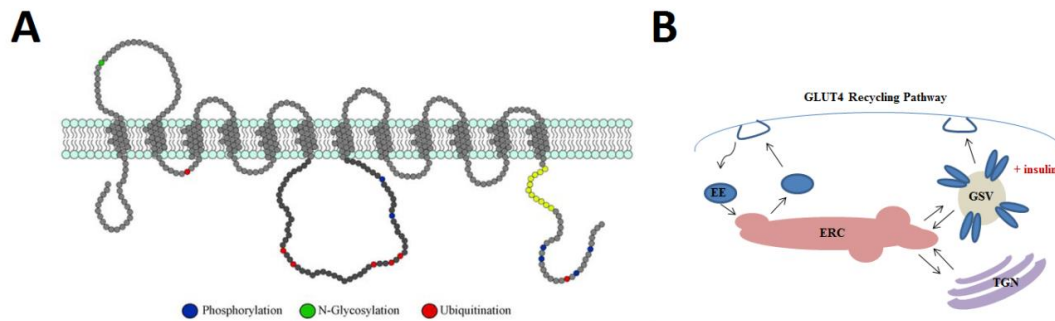 A
Phosphorylation
N-Glycosylation
Ubiquitination
B
GLUT4 Recycling Pathway
+ insulin
EE
GSV
ERC
TGN